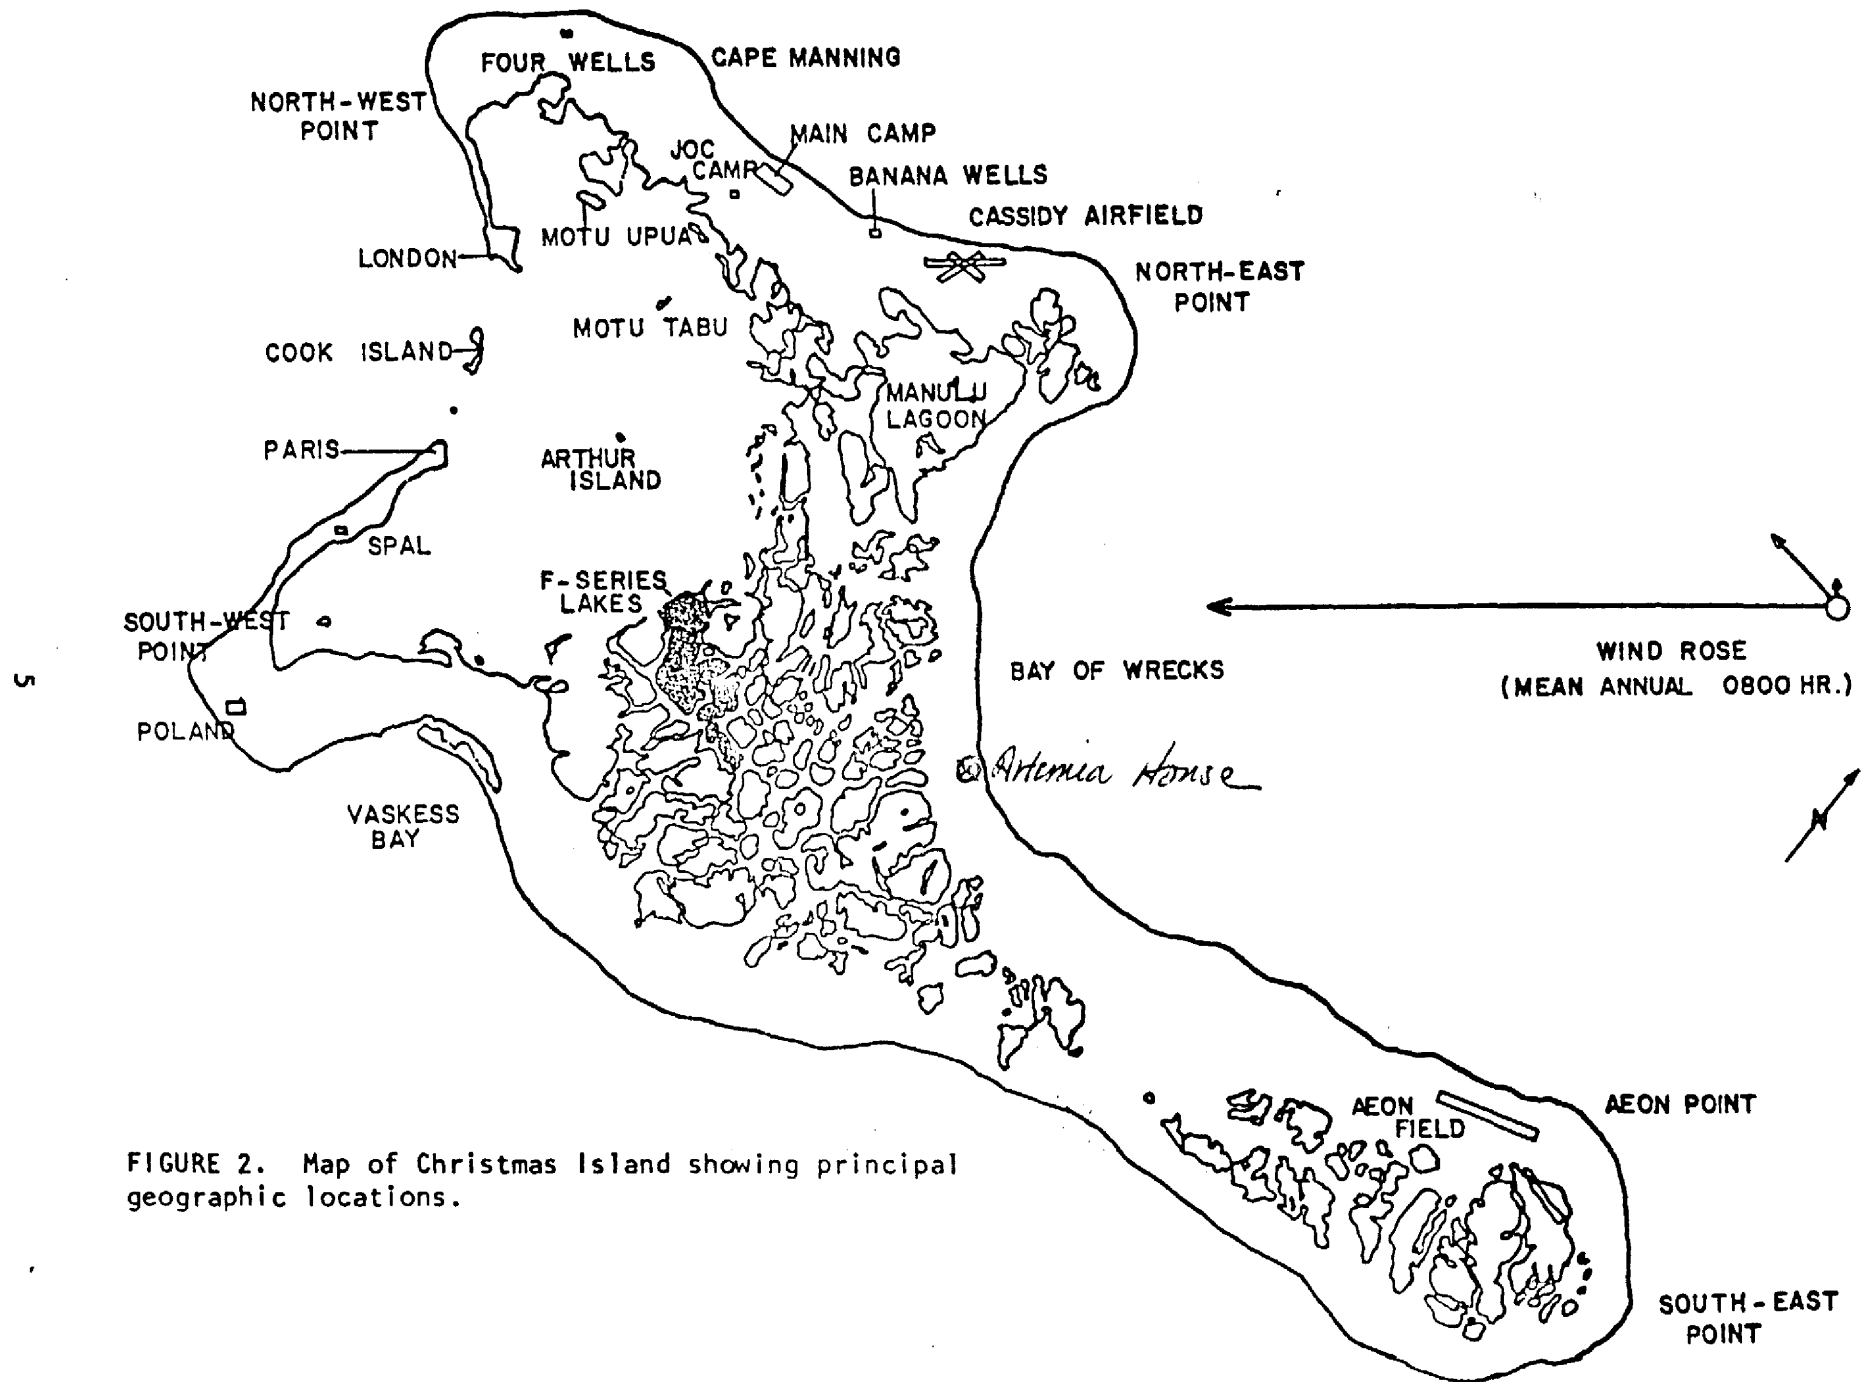 FOUR WELLS
CAPE MANNING
NORTH-WEST
POINT
MAIN CAMP
JOC
CAMP
BANANA WELLS
CASSIDY AIRFIELD
MOTU UPUA
LONDON
NORTH-EAST
POINT
MOTU TABU
COOK ISLAND
MANULU
LAGOON
PARIS
ARTHUR
ISLAND
SPAL
F-SERIES
LAKES
SOUTH-WEST
POINT
BAY OF WRECKS
WIND ROSE
(MEAN ANNUAL 0800 HR.)
5
POLAND
Artemia House
VASKESS
BAY
N
AEON
FIELD
AEON POINT
FIGURE 2. Map of Christmas Island showing principal
geographic locations.
SOUTH-EAST
POINT